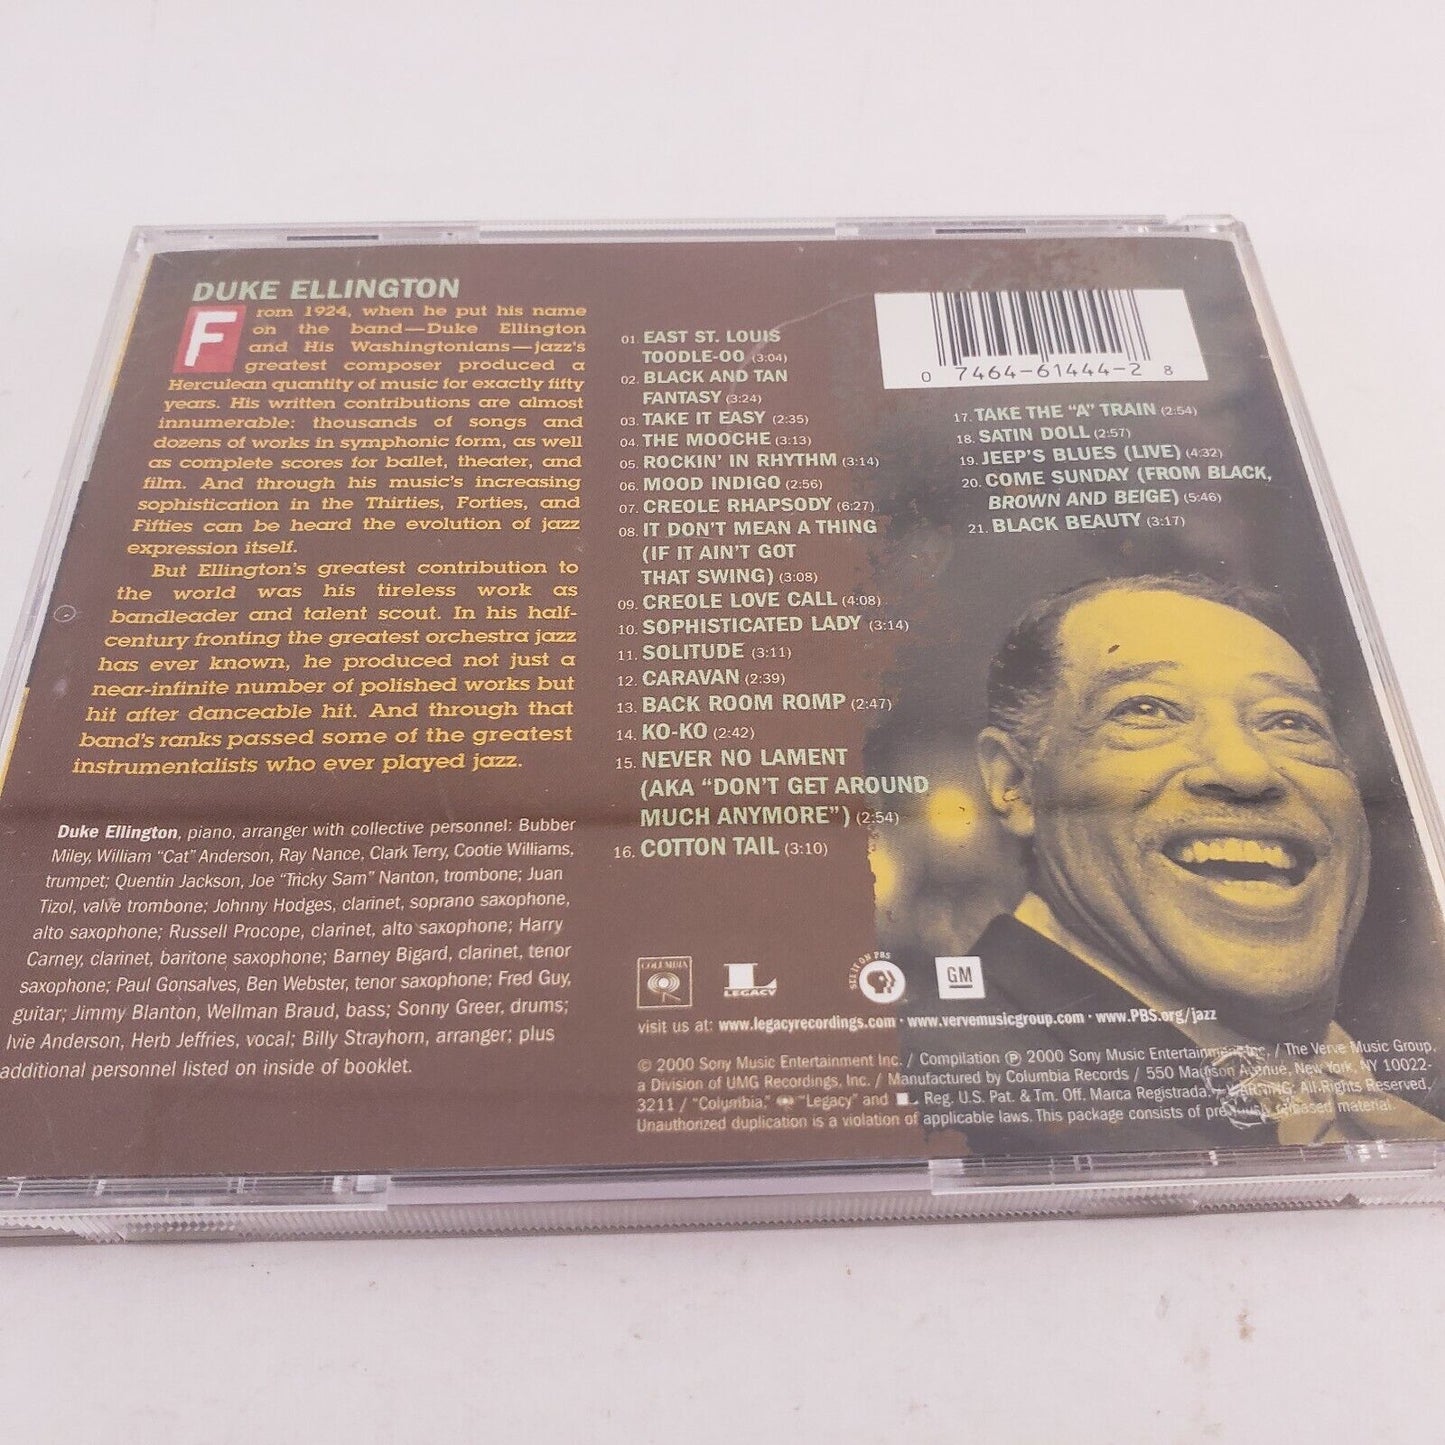 DUKE ELLINGTON
From 1924, when he put his name
on the band—Duke Ellington
and His Washingtonians—jazz's
greatest composer produced a
Herculean quantity of music for exactly fifty
years. His written contributions are almost
innumerable: thousands of songs and
dozens of works in symphonic form, as well
as complete scores for ballet, theater, and
film. And through his music's increasing
sophistication in the Thirties, Forties, and
Fifties can be heard the evolution of jazz
expression itself.
But Ellington's greatest contribution to
the world was his tireless work as
bandleader and talent scout. In his half-
century fronting the greatest orchestra jazz
has ever known, he produced not just a
near-infinite number of polished works but
hit after danceable hit. And through that
band's ranks passed some of the greatest
instrumentalists who ever played jazz.
Duke Ellington, piano, arranger with collective personnel: Bubber
Miley, William "Cat" Anderson, Ray Nance, Clark Terry, Cootie Williams,
trumpet; Quentin Jackson, Joe "Tricky Sam" Nanton, trombone; Juan
Tizol, valve trombone; Johnny Hodges, clarinet, soprano saxophone,
alto saxophone; Russell Procope, clarinet, alto saxophone; Harry
Carney, clarinet, baritone saxophone; Barney Bigard, clarinet, tenor
saxophone; Paul Gonsalves, Ben Webster, tenor saxophone; Fred Guy,
guitar; Jimmy Blanton, Wellman Braud, bass; Sonny Greer, drums;
Ivie Anderson, Herb Jeffries, vocal; Billy Strayhorn, arranger; plus
additional personnel listed on inside of booklet.
01. EAST ST. LOUIS
TOODLE-OO (3:04)
02. BLACK AND TAN
FANTASY (3:24)
03. TAKE IT EASY (2:35)
04. THE MOOCHE (3:13)
05. ROCKIN' IN RHYTHM (3:14)
06. MOOD INDIGO (2:56)
07. CREOLE RHAPSODY (6:27)
08. IT DON'T MEAN A THING
(IF IT AIN'T GOT
THAT SWING) (3:08)
09. CREOLE LOVE CALL (4:08)
10. SOPHISTICATED LADY (3:14)
11. SOLITUDE (3:11)
12. CARAVAN (2:39)
13. BACK ROOM ROMP (2:47)
14. KO-KO (2:42)
15. NEVER NO LAMENT
(AKA "DON'T GET AROUND
MUCH ANYMORE") (2:54)
16. COTTON TAIL (3:10)
0 7464-61444-2 8
17. TAKE THE "A" TRAIN (2:54)
18. SATIN DOLL (2:57)
19. JEEP'S BLUES (LIVE) (4:32)
20. COME SUNDAY (FROM BLACK,
BROWN AND BEIGE) (5:46)
21. BLACK BEAUTY (3:17)
COLUMBIA
L LEGACY
SEE IT ON PBS
GM
visit us at: www.legacyrecordings.com · www.vervemusicgroup.com · www.PBS.org/jazz
© 2000 Sony Music Entertainment Inc. / Compilation ℗ 2000 Sony Music Entertainment Inc. / The Verve Music Group,
a Division of UMG Recordings, Inc. / Manufactured by Columbia Records / 550 Madison Avenue, New York, NY 10022-
3211 / "Columbia," "Legacy" and L Reg. U.S. Pat. & Tm. Off. Marca Registrada. / WARNING: All Rights Reserved.
Unauthorized duplication is a violation of applicable laws. This package consists of previously released material.